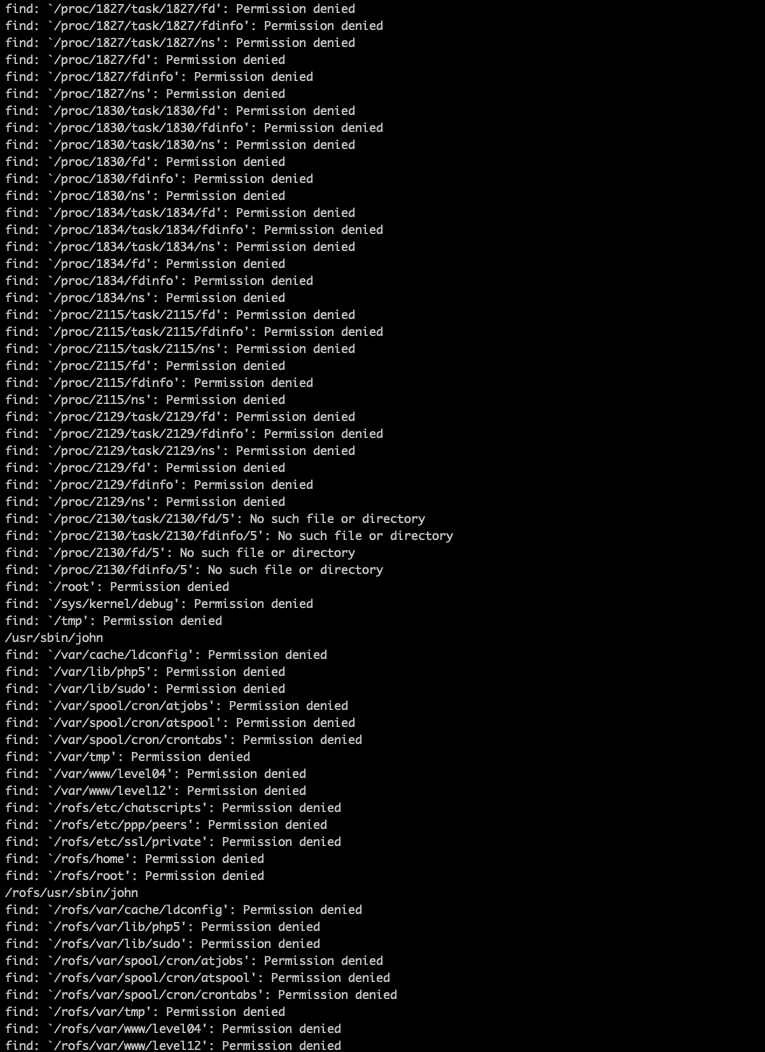 find: `/proc/1827/task/1827/fd': Permission denied
find: `/proc/1827/task/1827/fdinfo': Permission denied
find: `/proc/1827/task/1827/ns': Permission denied
find: `/proc/1827/fd': Permission denied
find: `/proc/1827/fdinfo': Permission denied
find: `/proc/1827/ns': Permission denied
find: `/proc/1830/task/1830/fd': Permission denied
find: `/proc/1830/task/1830/fdinfo': Permission denied
find: `/proc/1830/task/1830/ns': Permission denied
find: `/proc/1830/fd': Permission denied
find: `/proc/1830/fdinfo': Permission denied
find: `/proc/1830/ns': Permission denied
find: `/proc/1834/task/1834/fd': Permission denied
find: `/proc/1834/task/1834/fdinfo': Permission denied
find: `/proc/1834/task/1834/ns': Permission denied
find: `/proc/1834/fd': Permission denied
find: `/proc/1834/fdinfo': Permission denied
find: `/proc/1834/ns': Permission denied
find: `/proc/2115/task/2115/fd': Permission denied
find: `/proc/2115/task/2115/fdinfo': Permission denied
find: `/proc/2115/task/2115/ns': Permission denied
find: `/proc/2115/fd': Permission denied
find: `/proc/2115/fdinfo': Permission denied
find: `/proc/2115/ns': Permission denied
find: `/proc/2129/task/2129/fd': Permission denied
find: `/proc/2129/task/2129/fdinfo': Permission denied
find: `/proc/2129/task/2129/ns': Permission denied
find: `/proc/2129/fd': Permission denied
find: `/proc/2129/fdinfo': Permission denied
find: `/proc/2129/ns': Permission denied
find: `/proc/2130/task/2130/fd/5': No such file or directory
find: `/proc/2130/task/2130/fdinfo/5': No such file or directory
find: `/proc/2130/fd/5': No such file or directory
find: `/proc/2130/fdinfo/5': No such file or directory
find: `/root': Permission denied
find: `/sys/kernel/debug': Permission denied
find: `/tmp': Permission denied
/usr/sbin/john
find: `/var/cache/ldconfig': Permission denied
find: `/var/lib/php5': Permission denied
find: `/var/lib/sudo': Permission denied
find: `/var/spool/cron/atjobs': Permission denied
find: `/var/spool/cron/atspool': Permission denied
find: `/var/spool/cron/crontabs': Permission denied
find: `/var/tmp': Permission denied
find: `/var/www/level04': Permission denied
find: `/var/www/level12': Permission denied
find: `/rofs/etc/chatscripts': Permission denied
find: `/rofs/etc/ppp/peers': Permission denied
find: `/rofs/etc/ssl/private': Permission denied
find: `/rofs/home': Permission denied
find: `/rofs/root': Permission denied
/rofs/usr/sbin/john
find: `/rofs/var/cache/ldconfig': Permission denied
find: `/rofs/var/lib/php5': Permission denied
find: `/rofs/var/lib/sudo': Permission denied
find: `/rofs/var/spool/cron/atjobs': Permission denied
find: `/rofs/var/spool/cron/atspool': Permission denied
find: `/rofs/var/spool/cron/crontabs': Permission denied
find: `/rofs/var/tmp': Permission denied
find: `/rofs/var/www/level04': Permission denied
find: `/rofs/var/www/level12': Permission denied